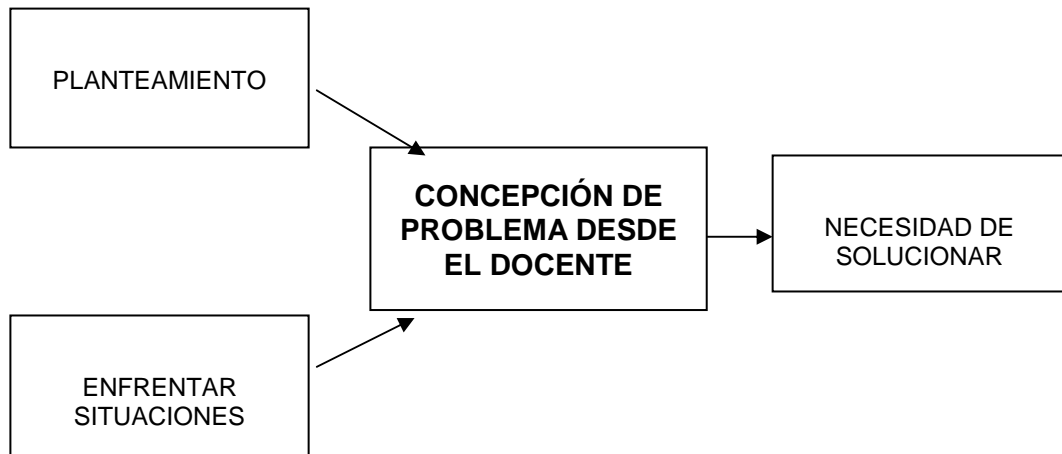 PLANTEAMIENTO
CONCEPCIÓN DE
PROBLEMA DESDE
EL DOCENTE
NECESIDAD DE
SOLUCIONAR
ENFRENTAR
SITUACIONES